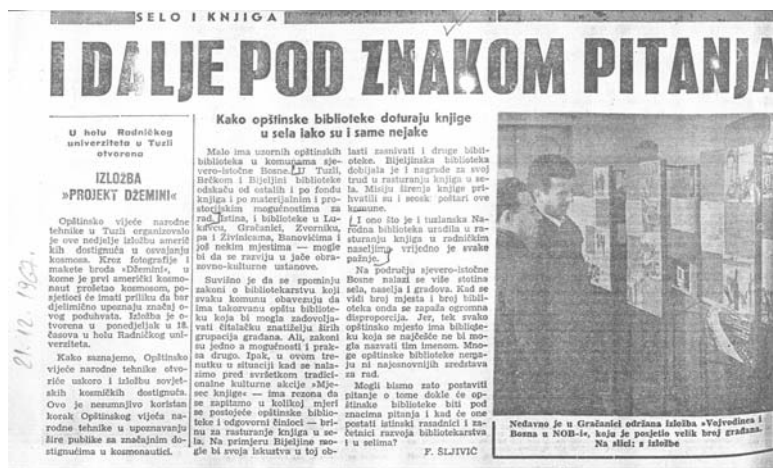 SELO I KNJIGA
I DALJE POD ZNAKOM PITANJA
U holu Radničkog
univerziteta u Tuzli
otvorena
IZLOŽBA
»PROJEKT DŽEMINI«
Opštinsko vijeće narodne
tehnike u Tuzli organizovalo
je ove nedjelje izložbu američ
kih dostignuća u osvajanju
kosmosa. Kroz fotografije i
makete broda »Džemini«, u
kome je prvi američki kosmo-
naut proletao kosmosom, po-
sjetioci će imati priliku da bar
djelimično upoznaju značaj o-
vog poduhvata. Izložba je o-
tvorena u ponedjeljak u 18.
časova u holu Radničkog uni-
verziteta.
Kako saznajemo, Opštinsko
vijeće narodne tehnike otvo-
riće uskoro i izložbu sovjet-
skih kosmičkih dostignuća.
Ovo je nesumnjivo koristan
korak Opštinskog vijeća na-
rodne tehnike u upoznavanju
šire publike sa značajnim do-
stignućima u kosmonautici.
21. 12. 1967.
Kako opštinske biblioteke doturaju knjige
u sela iako su i same nejake
Malo ima uzornih opštinskih
biblioteka u komunama sje-
vero-istočne Bosne. U Tuzli,
Brčkom i Bijeljini biblioteke
odskaču od ostalih i po fondu
knjiga i po materijalnim i pro-
storijskim mogućnostima za
rad. Istina, i biblioteke u Lu-
kavcu, Gračanici, Zvorniku,
pa i Živinicama, Banovićima i
još nekim mjestima — mogle
bi da se razviju u jače obra-
zovno-kulturne ustanove.
Suvišno je da se spominju
zakoni o bibliotekarstvu koji
svaku komunu obavezuju da
ima takozvanu opštu bibliote-
ku koja bi mogla zadovolja-
vati čitalačku znatiželju širih
grupacija građana. Ali, zakoni
su jedno a mogućnosti i prak-
sa drugo. Ipak, u ovom tre-
nutku u situaciji kad se nala-
zimo pred svršetkom tradici-
onalne kulturne akcije »Mje-
sec knjige« — ima rezona da
se zapitamo u kolikoj mjeri
se postojeće opštinske biblio-
teke i odgovorni činioci — bri-
nu za rasturanje knjiga u se-
la. Na primjeru Bijeljine mo-
gle bi svoja iskustva u toj ob-
lasti zasnivati i druge bibli-
oteke. Bijeljinska biblioteka
dobijala je i nagrade za svoj
trud u rasturanju knjiga u se-
la. Misiju širenja knjige pri-
hvatili su i seoski poštari ove
komune.
I ono što je i tuzlanska Na-
rodna biblioteka uradila u ra-
sturanju knjiga u radničkim
naseljima vrijedno je svake
pažnje.
Na području sjevero-istočne
Bosne nalazi se više stotina
sela, naselja i gradova. Kad se
vidi broj mjesta i broj biblio-
teka onda se zapaža ogromna
disproporcija. Jer, tek svako
opštinsko mjesto ima bibliote-
ku koja se najčešće ne bi mo-
gla nazvati tim imenom. Mno-
ge opštinske biblioteke nema-
ju ni najosnovnijih sredstava
za rad.
Mogli bismo zato postaviti
pitanje o tome dokle će op-
štinske biblioteke biti pod
znacima pitanja i kad će one
postati istinski rasadnici i za-
četnici razvoja bibliotekarstva
i u selima?
F. ŠLJIVIĆ
Nedavno je u Gračanici održana izložba »Vojvodina i
Bosna u NOB-i«, koju je posjetio velik broj građana.
Na slici: s izložbe